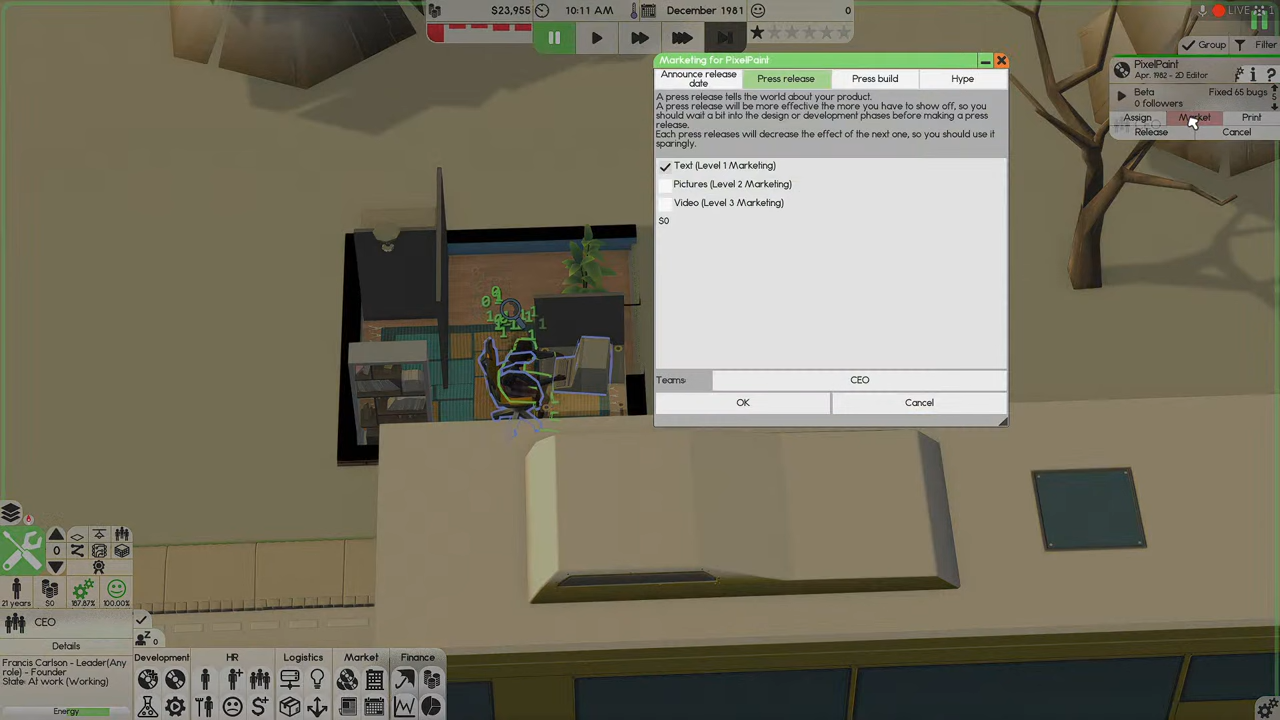 $23,955 10:11 AM December 1981 0
LIVE 1
Group Filter
Marketing for PixelPaint
Announce release date Press release Press build Hype
A press release tells the world about your product.
A press release will be more effective the more you have to show off, so you
should wait a bit into the design or development phases before making a press
release.
Each press releases will decrease the effect of the next one, so you should use it
sparingly.
Text (Level 1 Marketing)
Pictures (Level 2 Marketing)
Video (Level 3 Marketing)
$0
Teams: CEO
OK Cancel
PixelPaint
Apr. 1982 - 2D Editor
Beta Fixed 65 bugs
0 followers
Assign Market Print
Release Cancel
0
21 years $0 167.67% 100.00%
CEO
Details
Francis Carlson - Leader(Any
role) - Founder
State: At work (Working)
Energy
Z 0
Development HR Logistics Market Finance